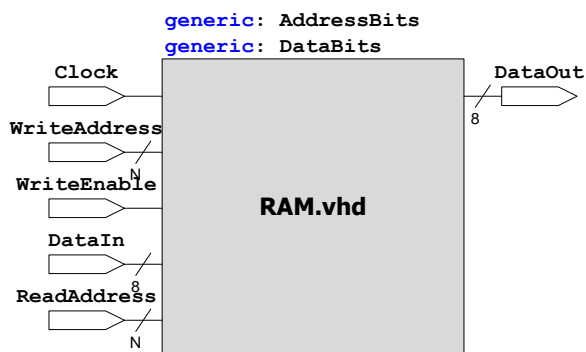 generic: AddressBits
generic: DataBits
Clock
DataOut
8
WriteAddress
N
WriteEnable
RAM.vhd
DataIn
8
ReadAddress
N